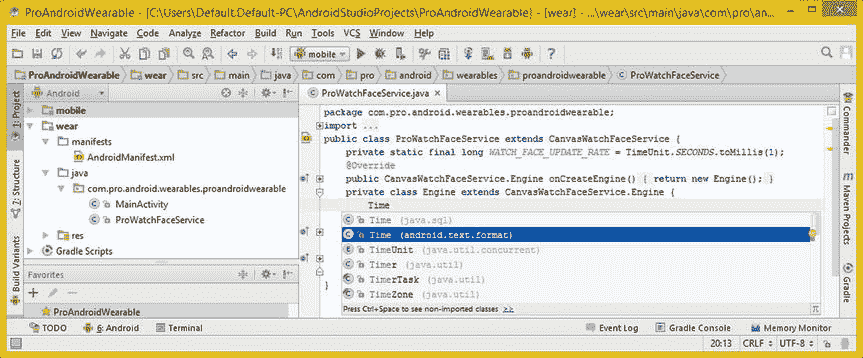 ProAndroidWearable - [C:\Users\Default.Default-PC\AndroidStudioProjects\ProAndroidWearable] - [wear] - ...\wear\src\main\java\com\pro\an...
File Edit View Navigate Code Analyze Refactor Build Run Tools VCS Window Help
mobile
ProAndroidWearable wear src main java com pro android wearables proandroidwearable ProWatchFaceService
1: Project
Z: Structure
Build Variants
Android
mobile
wear
manifests
AndroidManifest.xml
java
com.pro.android.wearables.proandroidwearable
MainActivity
ProWatchFaceService
res
Gradle Scripts
Favorites
ProAndroidWearable
ProWatchFaceService.java
package com.pro.android.wearables.proandroidwearable;
import ...
public class ProWatchFaceService extends CanvasWatchFaceService {
private static final long WATCH_FACE_UPDATE_RATE = TimeUnit.SECONDS.toMillis(1);
@Override
public CanvasWatchFaceService.Engine onCreateEngine() { return new Engine(); }
private class Engine extends CanvasWatchFaceService.Engine {
Time
Time (java.sql)
Time (android.text.format)
TimeUnit (java.util.concurrent)
Timer (java.util)
TimerTask (java.util)
TimeZone (java.util)
Press Ctrl+Space to see non-imported classes >>
}
Commander
Maven Projects
Gradle
TODO 6: Android Terminal Event Log Gradle Console Memory Monitor
20:13 CRLF UTF-8